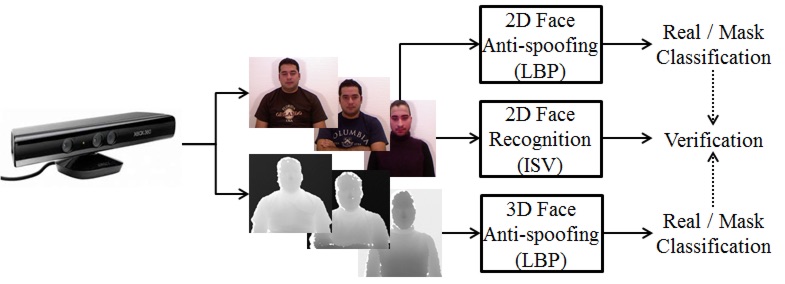 XBOX 360
2D Face
Anti-spoofing
(LBP)
Real / Mask
Classification
2D Face
Recognition
(ISV)
Verification
3D Face
Anti-spoofing
(LBP)
Real / Mask
Classification
COLUMBIA